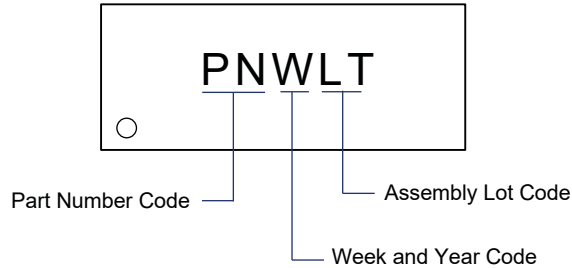 PNWLT
Part Number Code
Assembly Lot Code
Week and Year Code